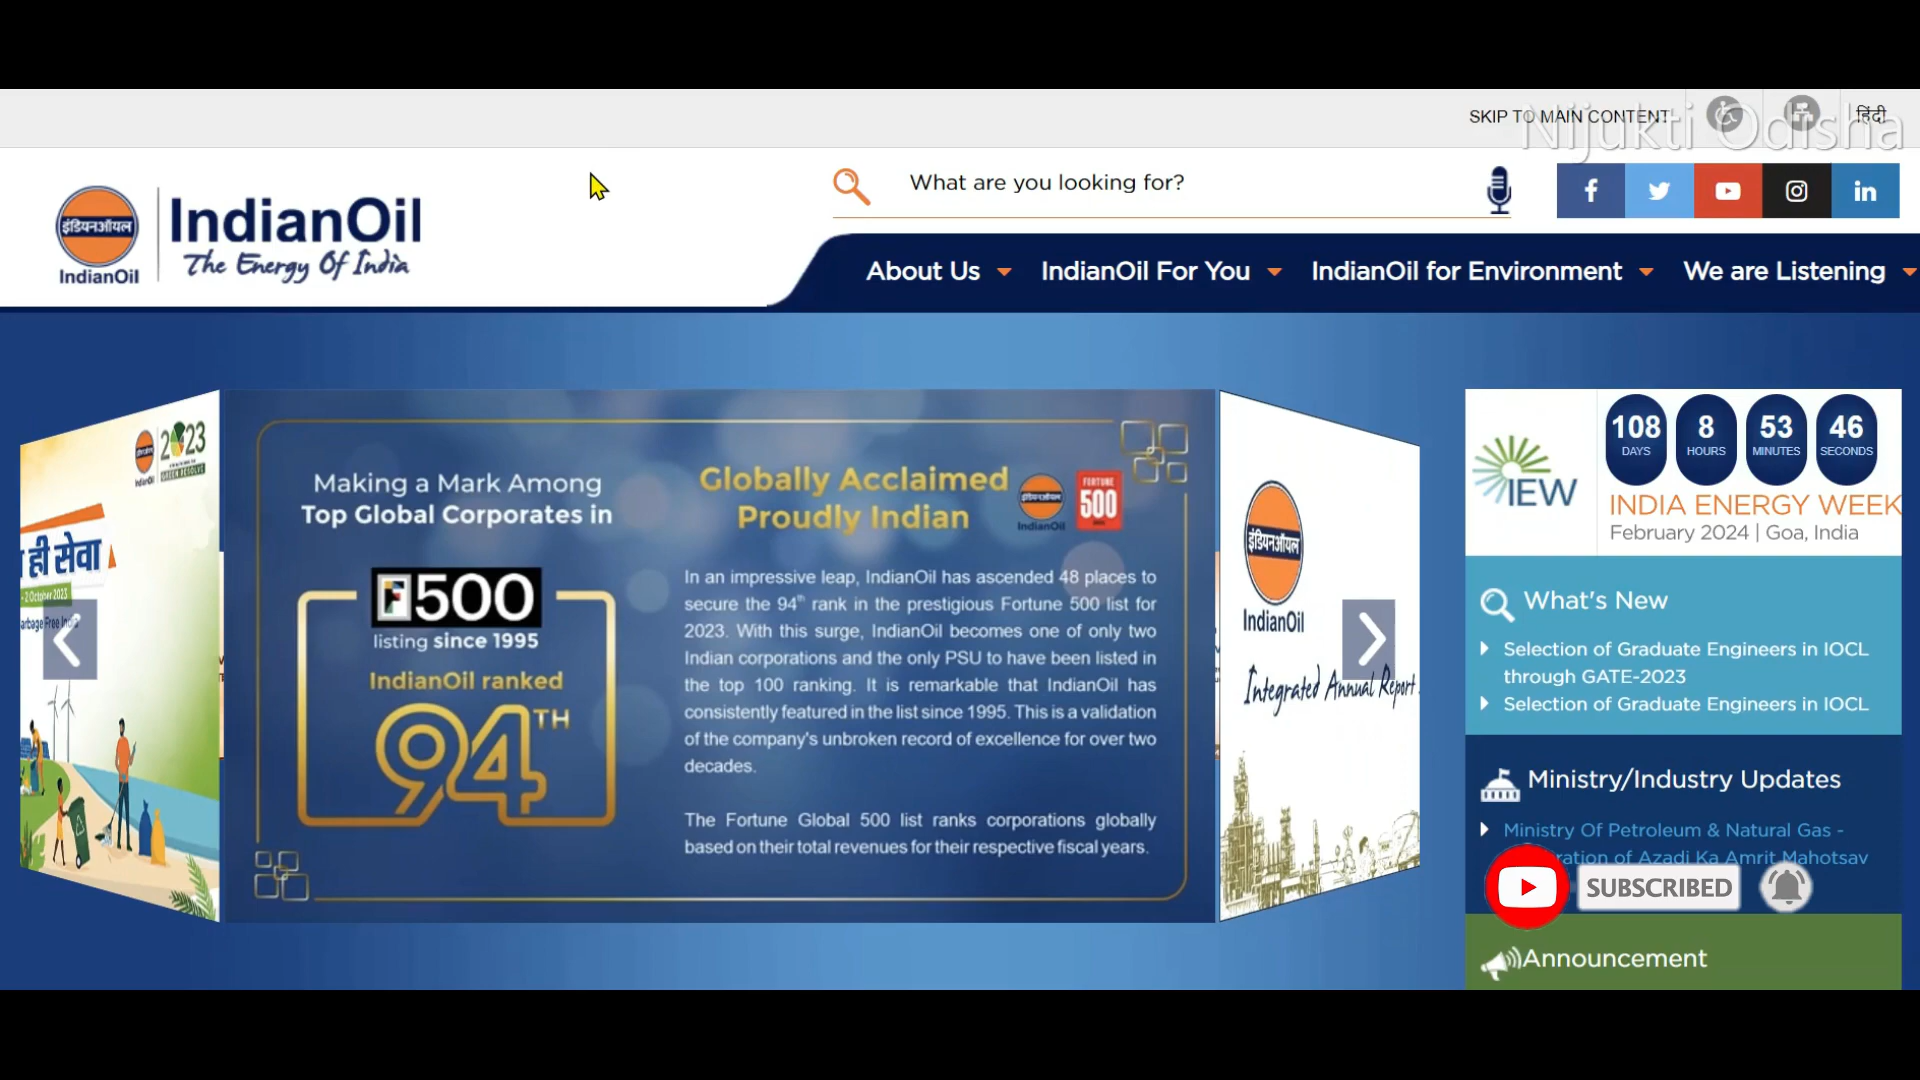 SKIP TO MAIN CONTENT
हिंदी
Nijukti Odisha
इंडियनऑयल
IndianOil
IndianOil
The Energy Of India
What are you looking for?
About Us
IndianOil For You
IndianOil for Environment
We are Listening
2023
ही सेवा
- 2 October 2023
Making a Mark Among
Top Global Corporates in
F500
listing since 1995
IndianOil ranked
94TH
Globally Acclaimed
Proudly Indian
इंडियनऑयल
IndianOil
FORTUNE
500
In an impressive leap, IndianOil has ascended 48 places to
secure the 94th rank in the prestigious Fortune 500 list for
2023. With this surge, IndianOil becomes one of only two
Indian corporations and the only PSU to have been listed in
the top 100 ranking. It is remarkable that IndianOil has
consistently featured in the list since 1995. This is a validation
of the company's unbroken record of excellence for over two
decades.
The Fortune Global 500 list ranks corporations globally
based on their total revenues for their respective fiscal years.
इंडियनऑयल
IndianOil
Integrated Annual Report
IEW
108
DAYS
8
HOURS
53
MINUTES
46
SECONDS
INDIA ENERGY WEEK
February 2024 | Goa, India
What's New
Selection of Graduate Engineers in IOCL
through GATE-2023
Selection of Graduate Engineers in IOCL
Ministry/Industry Updates
Ministry Of Petroleum & Natural Gas -
ration of Azadi Ka Amrit Mahotsav
SUBSCRIBED
Announcement